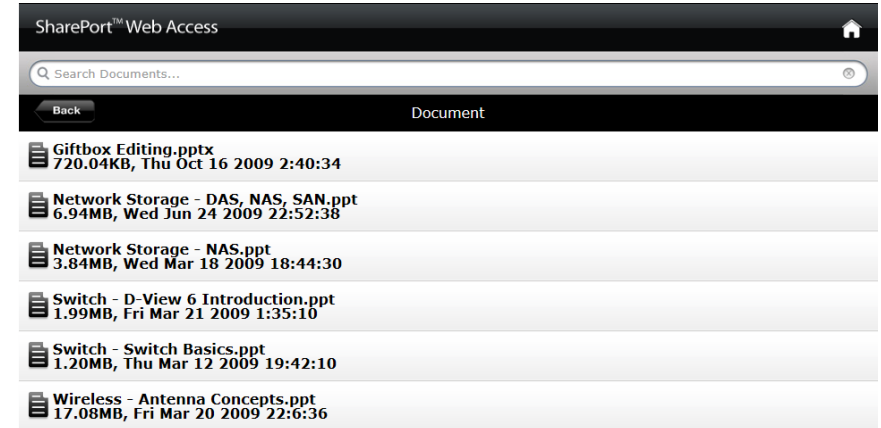 SharePort™ Web Access
Search Documents...
Back
Document
Giftbox Editing.pptx
720.04KB, Thu Oct 16 2009 2:40:34
Network Storage - DAS, NAS, SAN.ppt
6.94MB, Wed Jun 24 2009 22:52:38
Network Storage - NAS.ppt
3.84MB, Wed Mar 18 2009 18:44:30
Switch - D-View 6 Introduction.ppt
1.99MB, Fri Mar 21 2009 1:35:10
Switch - Switch Basics.ppt
1.20MB, Thu Mar 12 2009 19:42:10
Wireless - Antenna Concepts.ppt
17.08MB, Fri Mar 20 2009 22:6:36